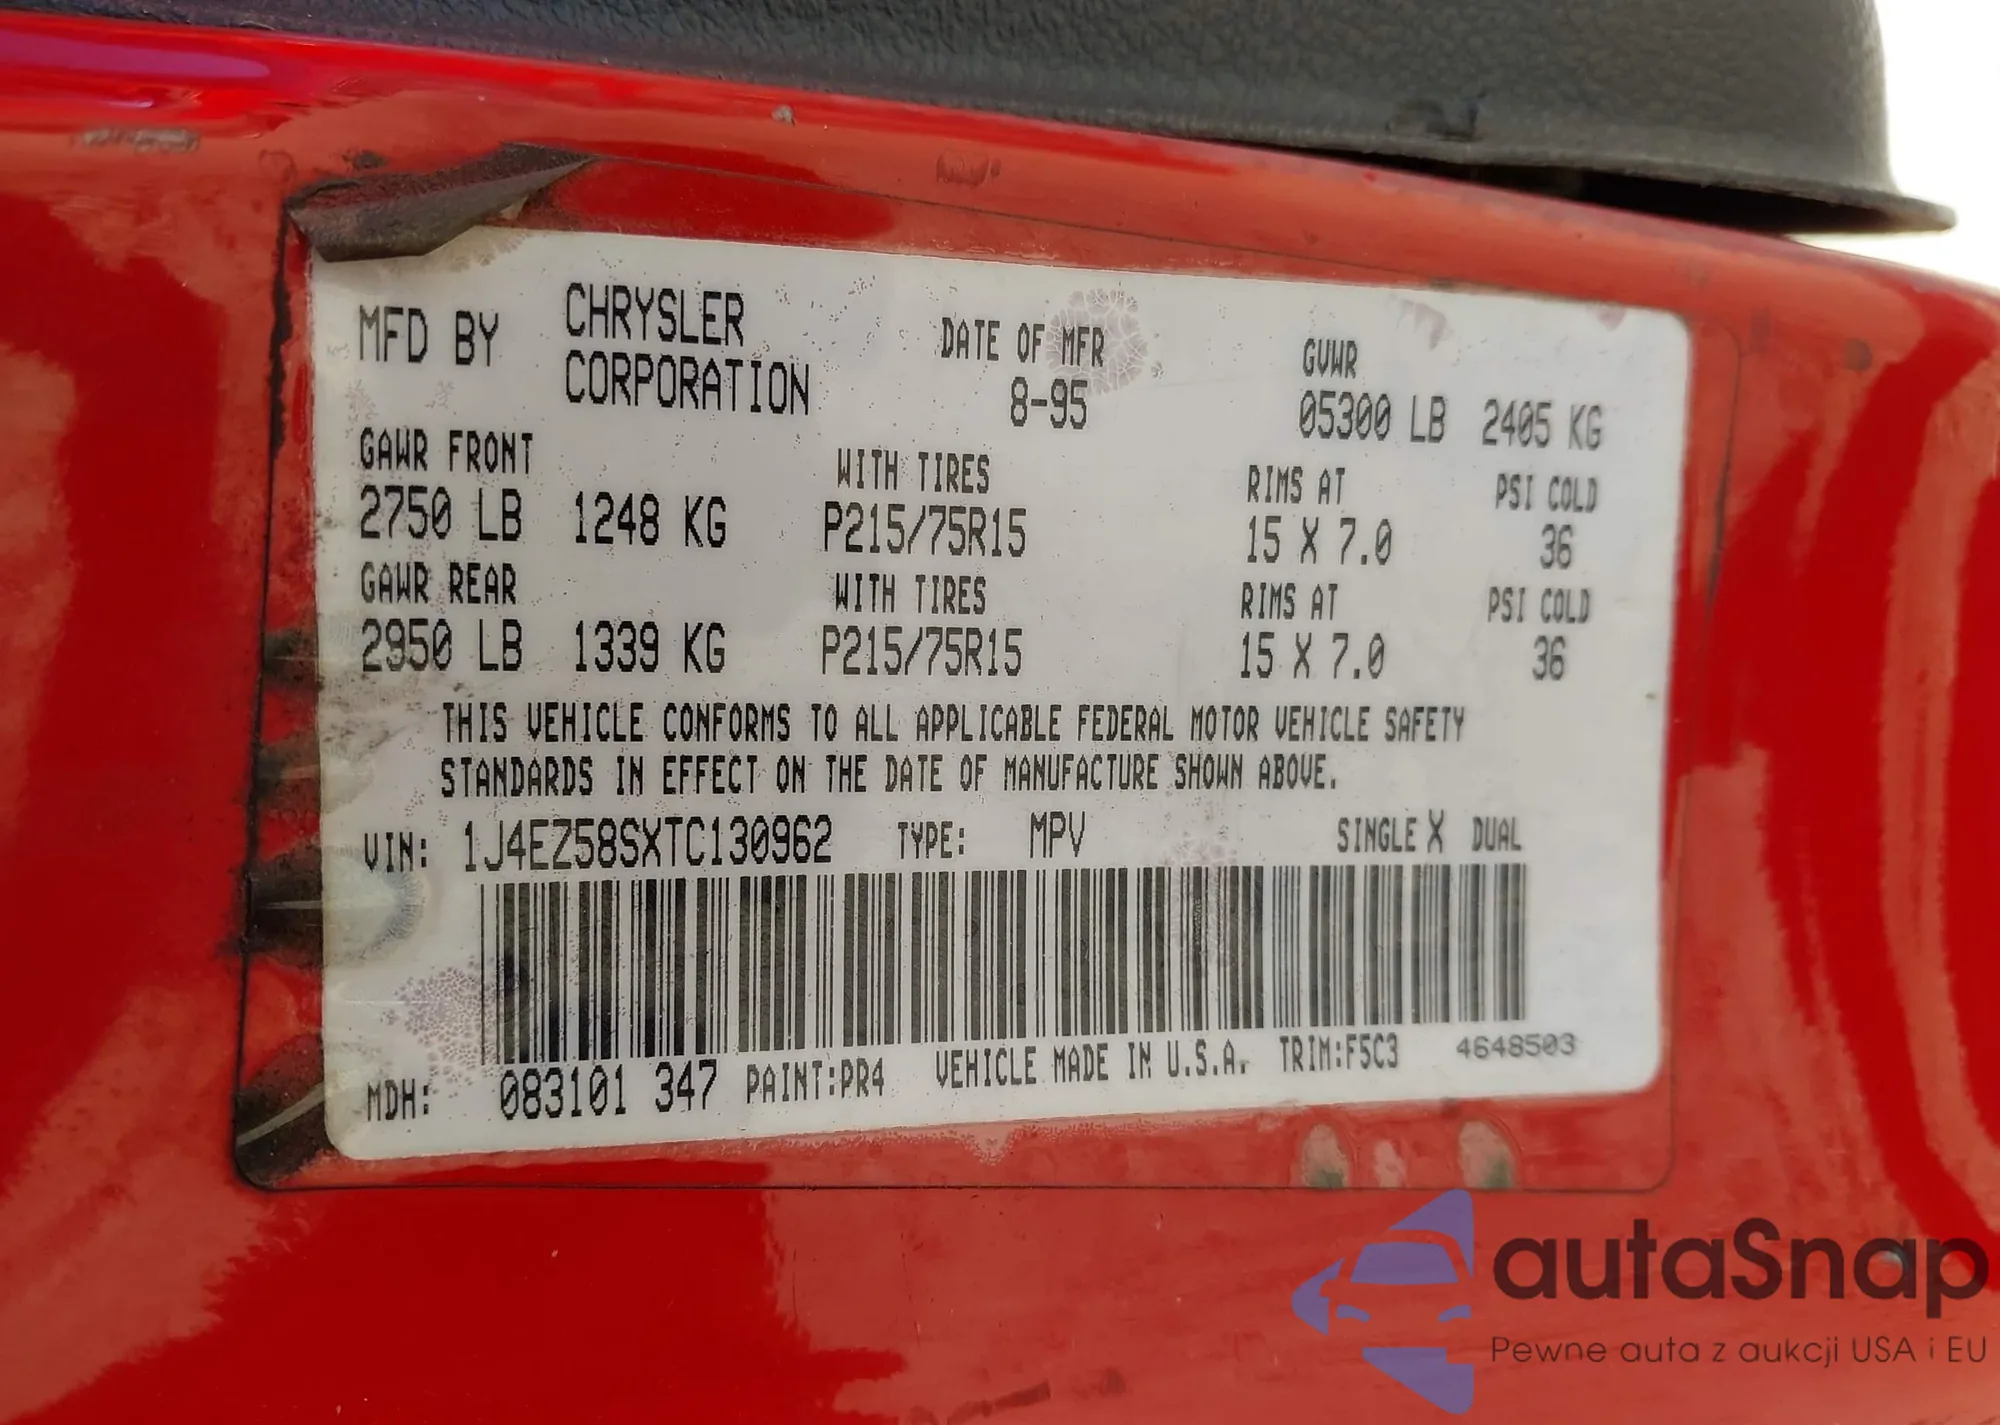 MFD BY CHRYSLER CORPORATION
DATE OF MFR
8-95
GVWR
05300 LB 2405 KG
GAWR FRONT WITH TIRES RIMS AT PSI COLD
2750 LB 1248 KG P215/75R15 15 X 7.0 36
GAWR REAR WITH TIRES RIMS AT PSI COLD
2950 LB 1339 KG P215/75R15 15 X 7.0 36
THIS VEHICLE CONFORMS TO ALL APPLICABLE FEDERAL MOTOR VEHICLE SAFETY
STANDARDS IN EFFECT ON THE DATE OF MANUFACTURE SHOWN ABOVE.
VIN: 1J4EZ58SXTC130962 TYPE: MPV SINGLE X DUAL
MDH: 083101 347 PAINT:PR4 VEHICLE MADE IN U.S.A. TRIM:F5C3 4648503
autaSnap
Pewne auta z aukcji USA i EU